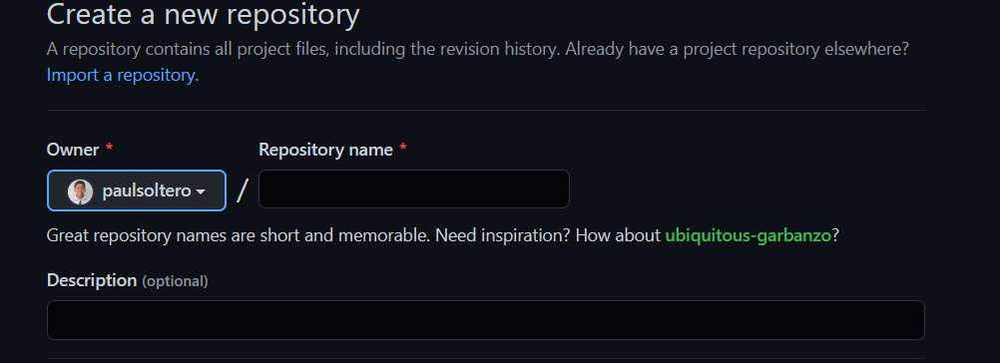 Create a new repository
A repository contains all project files, including the revision history. Already have a project repository elsewhere?
Import a repository.
Owner * Repository name *
paulsoltero /
Great repository names are short and memorable. Need inspiration? How about ubiquitous-garbanzo?
Description (optional)